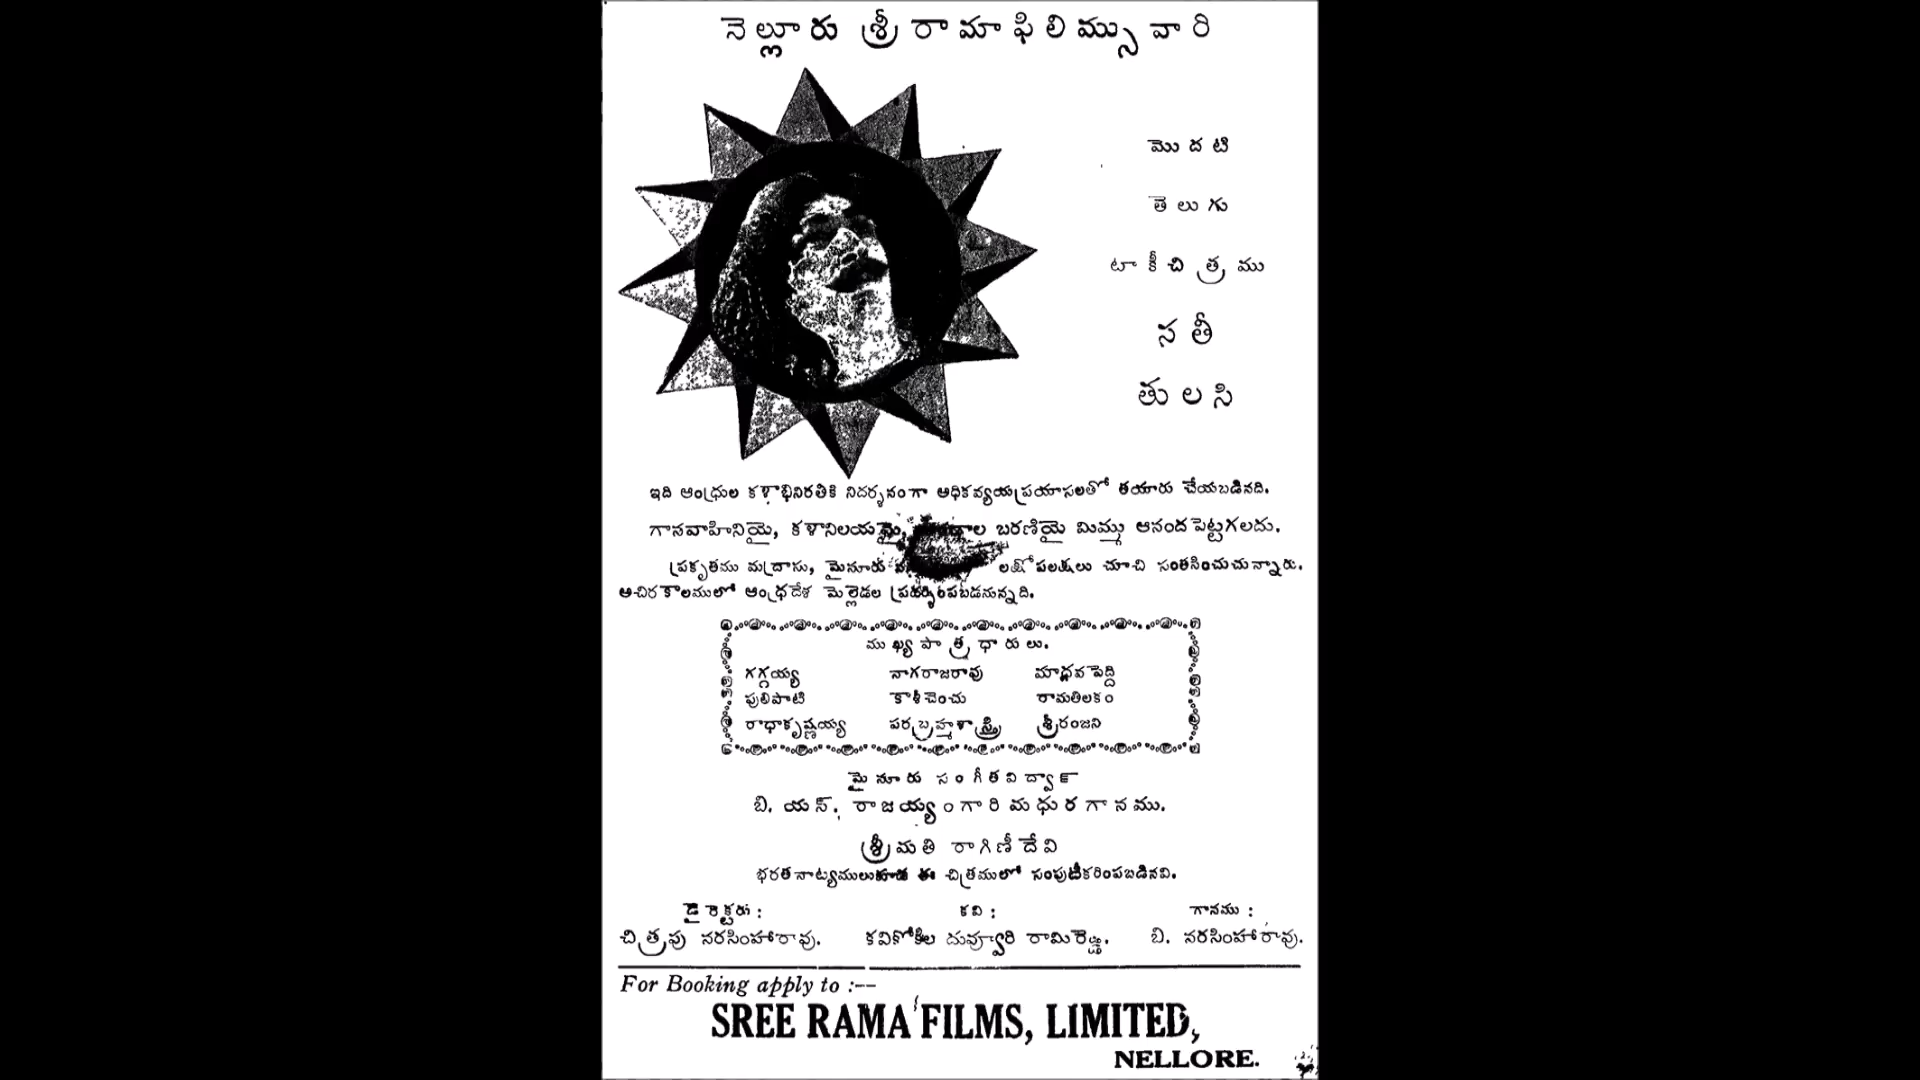 నెల్లూరు శ్రీరామాఫిలిమ్సువారి
మొదటి
తెలుగు
టాకీచిత్రము
సతీ
తులసి
ఇది ఆంధ్రుల కళాభినిరతికి నిదర్శనంగా అధికవ్యయప్రయాసలతో తయారు చేయబడినది.
గానవాహినియై, కళానిలయమై, బరణియై మిమ్ము ఆనందపెట్టగలదు.
ప్రకృతము మద్రాసు, మైసూరు లక్షోపలక్షలు చూచి సంతసించుచున్నారు.
అచిరకాలములో ఆంధ్రదేశ మెల్లెడల ప్రదర్శింపబడనున్నది.
ముఖ్యపాత్రధారులు.
గగ్గయ్య నాగరాజరావు మాధవపెద్ది
పులిపాటి కాశీచెంచు రామతిలకం
రాధాకృష్ణయ్య పరబ్రహ్మశాస్త్రి శ్రీరంజని
మైసూరు సంగీతవిద్వాన్
బి. యస్. రాజయ్యంగారి మధురగానము.
శ్రీమతి రాగిణీదేవి
భరతనాట్యములుకూడ ఈ చిత్రములో సంపుటీకరింపబడినవి.
డైరెక్టరు : కవి : గానము :
చిత్రపు నరసింహారావు. కవికోకిల దువ్వూరి రామిరెడ్డి. బి. నరసింహారావు.
For Booking apply to :--
SREE RAMA FILMS, LIMITED,
NELLORE.